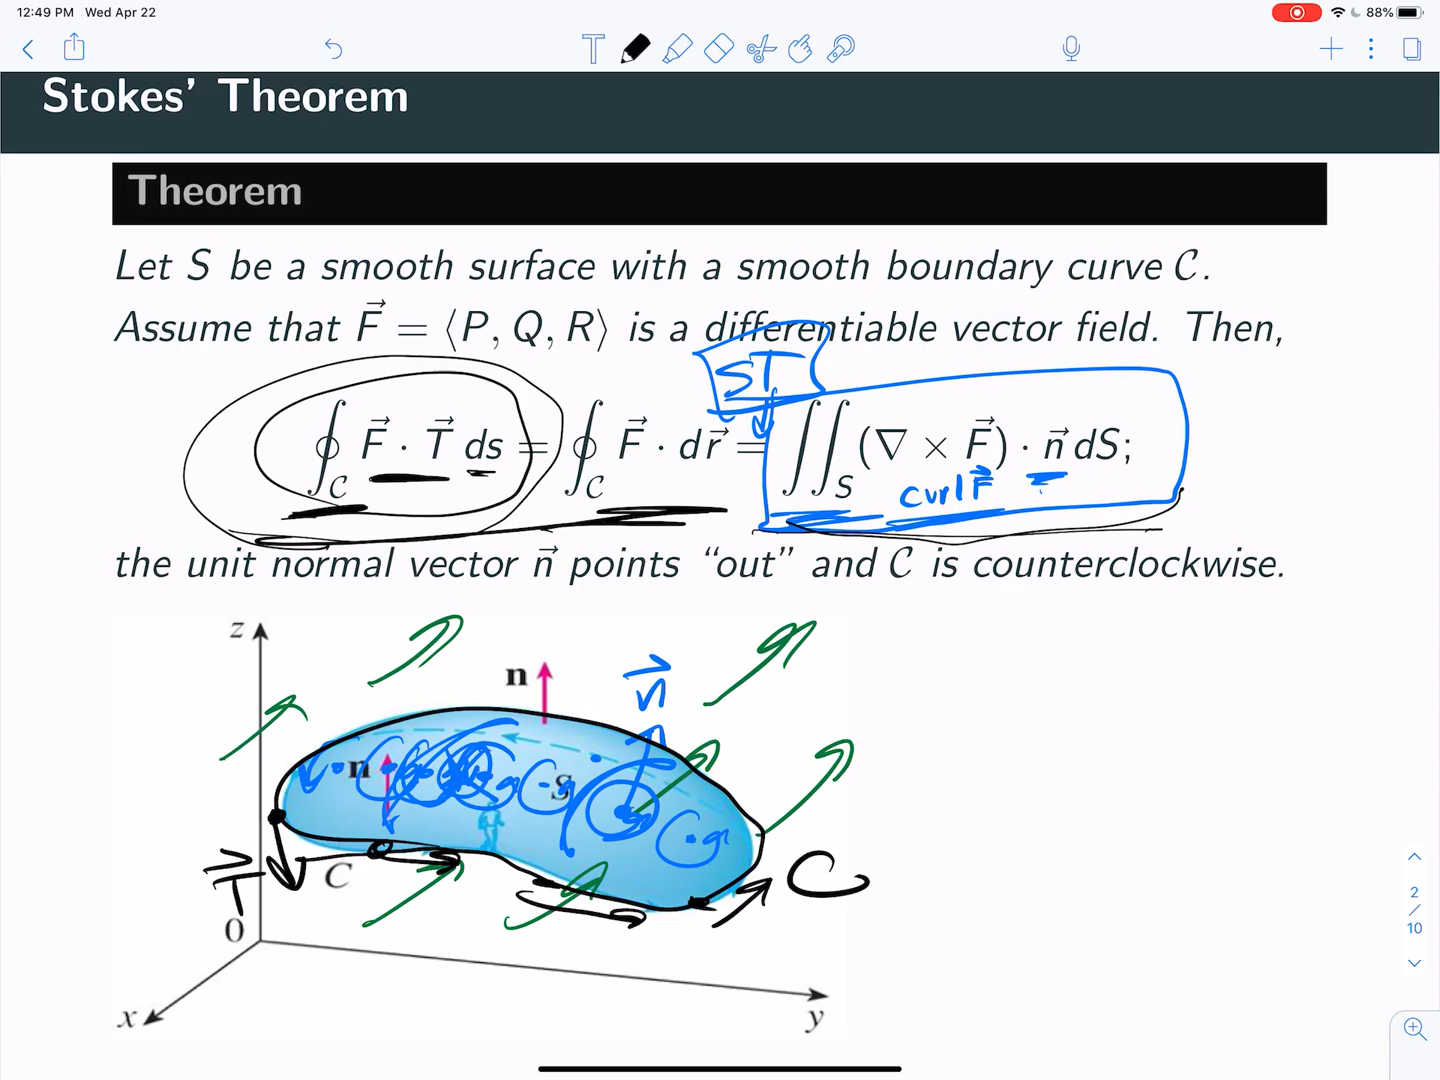 12:49 PM Wed Apr 22 88%
Stokes’ Theorem
Theorem
Let S be a smooth surface with a smooth boundary curve 𝒞.
Assume that F⃗ = ⟨P, Q, R⟩ is a differentiable vector field. Then,
ST
∮_𝒞 F⃗ · T⃗ ds = ∮_𝒞 F⃗ · dr⃗ = ∬_S (∇ × F⃗) · n⃗ dS;
curl F⃗
the unit normal vector n⃗ points “out” and 𝒞 is counterclockwise.
z
n
n⃗
n
S
T⃗
C
C
0
x
y
2
/
10